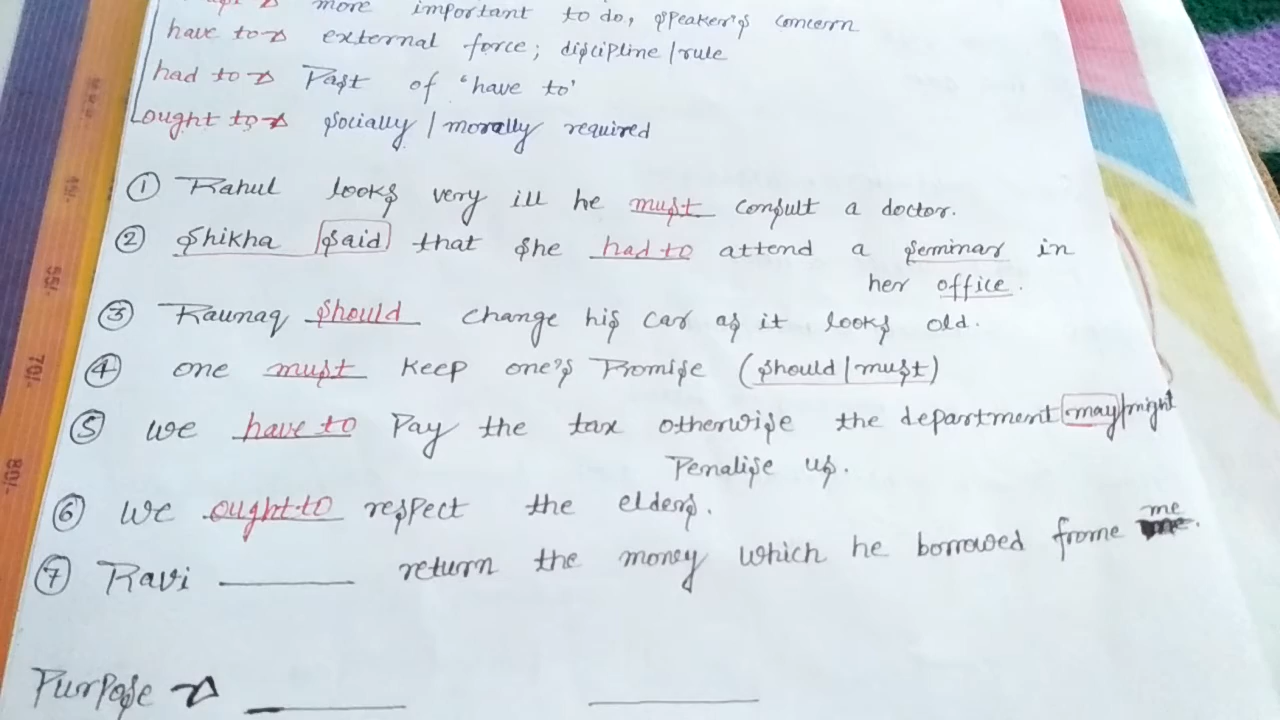 more important to do, speaker's concern
have to → external force; discipline / rule
had to → Past of 'have to'
ought to → socially / morally required
① Rahul looks very ill he must consult a doctor.
② Shikha said that she had to attend a seminar in
her office.
③ Raunaq should change his car as it looks old.
④ one must keep one's Promise (should / must)
⑤ we have to Pay the tax otherwise the department may/might
Penalise us.
⑥ we ought to respect the elders.
⑦ Ravi ______ return the money which he borrowed frome me.
Purpose → ______ ______
55/-
70/-
80/-